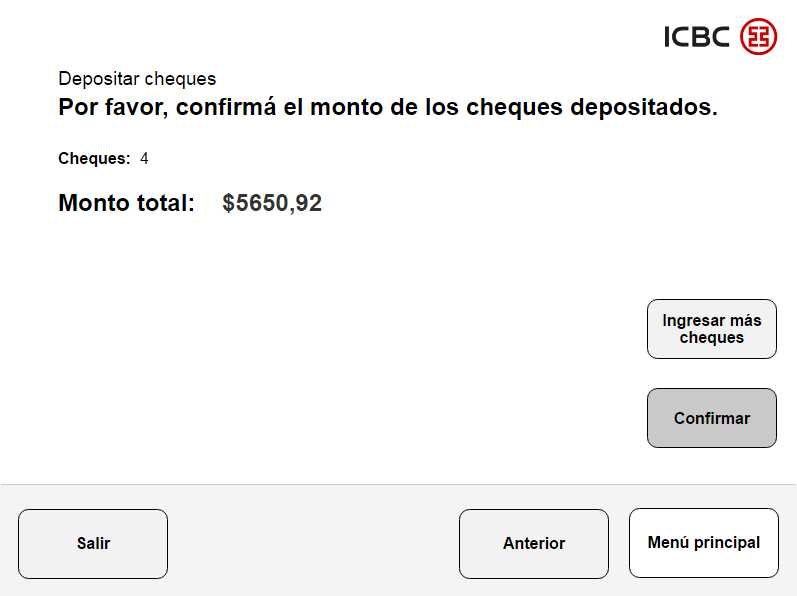 ICBC
Depositar cheques
Por favor, confirmá el monto de los cheques depositados.
Cheques: 4
Monto total: $5650,92
Ingresar más
cheques
Confirmar
Salir
Anterior
Menú principal